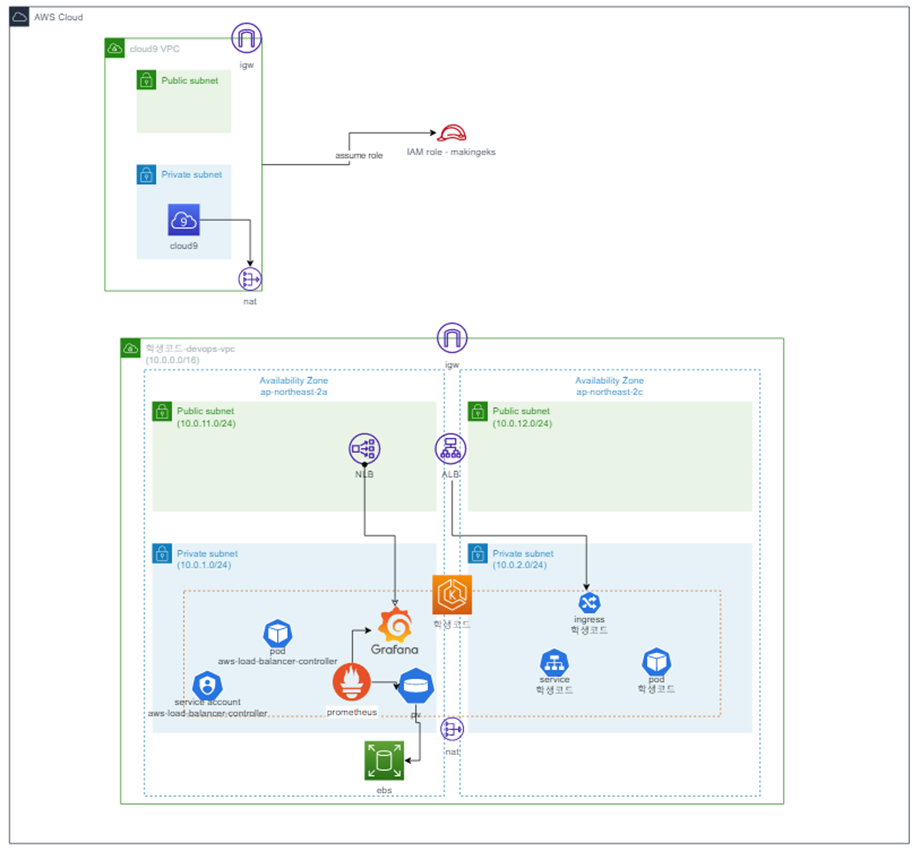 AWS Cloud
cloud9 VPC
igw
Public subnet
assume role
IAM role - makingeks
Private subnet
9
cloud9
nat
학생코드-devops-vpc
(10.0.0.0/16)
igw
Availability Zone
ap-northeast-2a
Availability Zone
ap-northeast-2c
Public subnet
(10.0.11.0/24)
Public subnet
(10.0.12.0/24)
NLB
ALB
Private subnet
(10.0.1.0/24)
Private subnet
(10.0.2.0/24)
K
학생코드
ingress
학생코드
Grafana
pod
aws-load-balancer-controller
service account
aws-load-balancer-controller
prometheus
pv
service
학생코드
pod
학생코드
nat
ebs